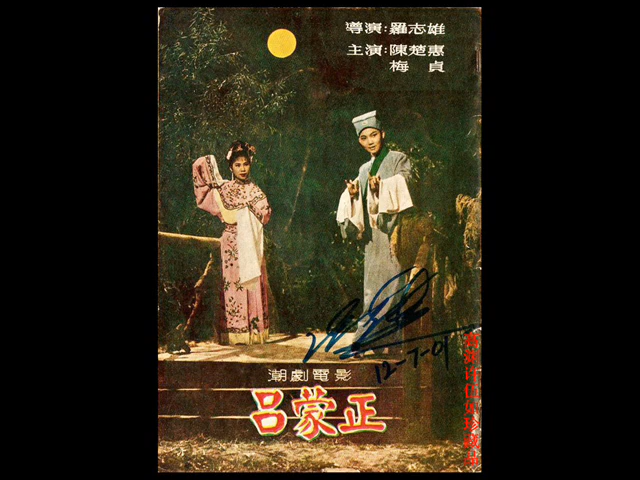 導演:羅志雄
主演:陳楚惠
梅貞
12-7-01
潮劇電影
呂蒙正